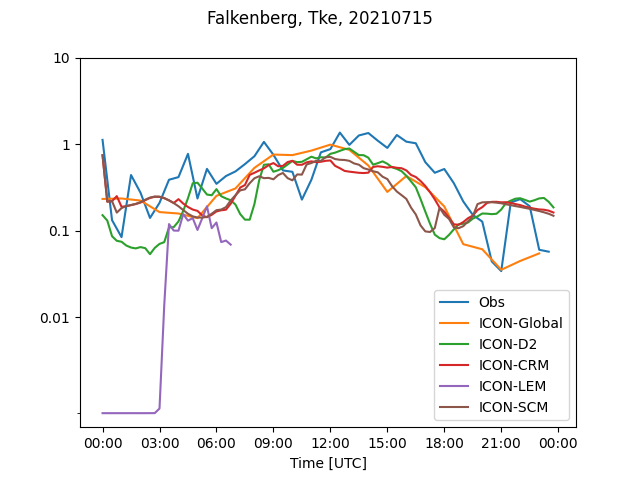 Falkenberg, Tke, 20210715
10
1
0.1
0.01
Obs
ICON-Global
ICON-D2
ICON-CRM
ICON-LEM
ICON-SCM
00:00 03:00 06:00 09:00 12:00 15:00 18:00 21:00 00:00
Time [UTC]